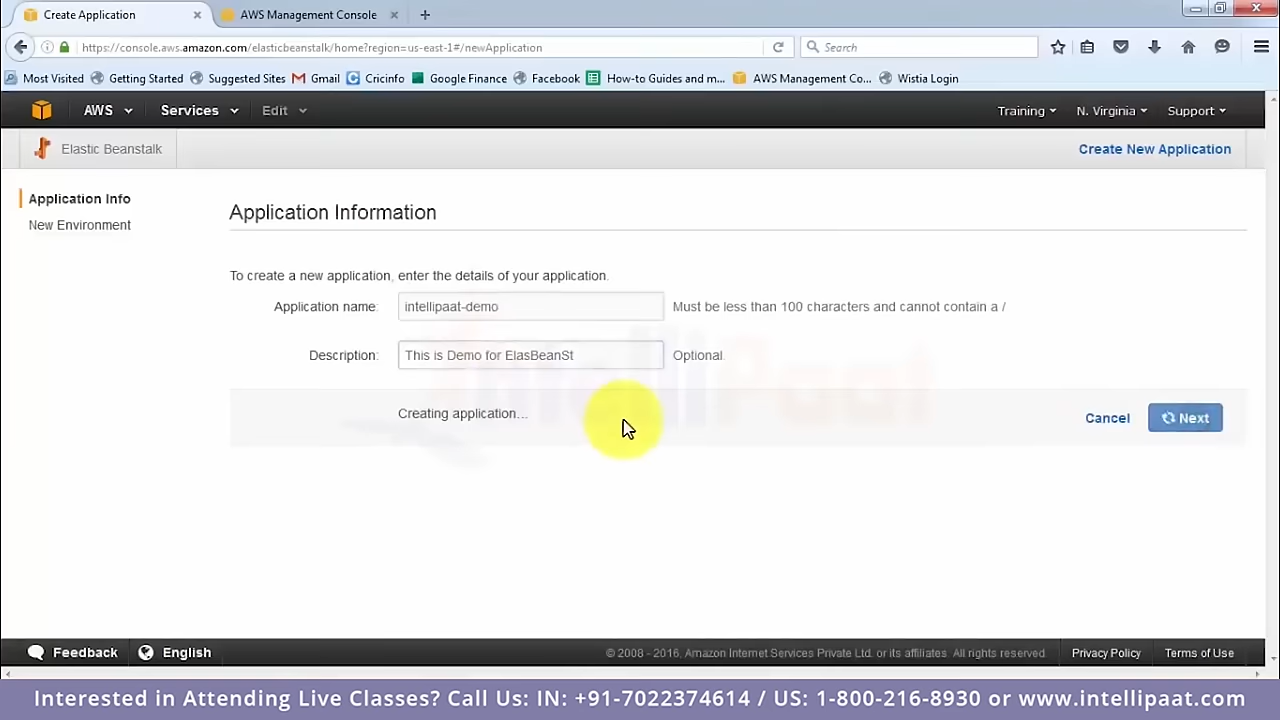 Create Application
AWS Management Console
https://console.aws.amazon.com/elasticbeanstalk/home?region=us-east-1#/newApplication
Search
Most Visited Getting Started Suggested Sites Gmail Cricinfo Google Finance Facebook How-to Guides and m... AWS Management Co... Wistia Login
AWS Services Edit Training N. Virginia Support
Elastic Beanstalk Create New Application
Application Info
New Environment
Application Information
To create a new application, enter the details of your application.
Application name: intellipaat-demo Must be less than 100 characters and cannot contain a /
Description: This is Demo for ElasBeanSt Optional.
IntelliPaat
Creating application... Cancel Next
Feedback English © 2008 - 2016, Amazon Internet Services Private Ltd. or its affiliates. All rights reserved. Privacy Policy Terms of Use
Interested in Attending Live Classes? Call Us: IN: +91-7022374614 / US: 1-800-216-8930 or www.intellipaat.com